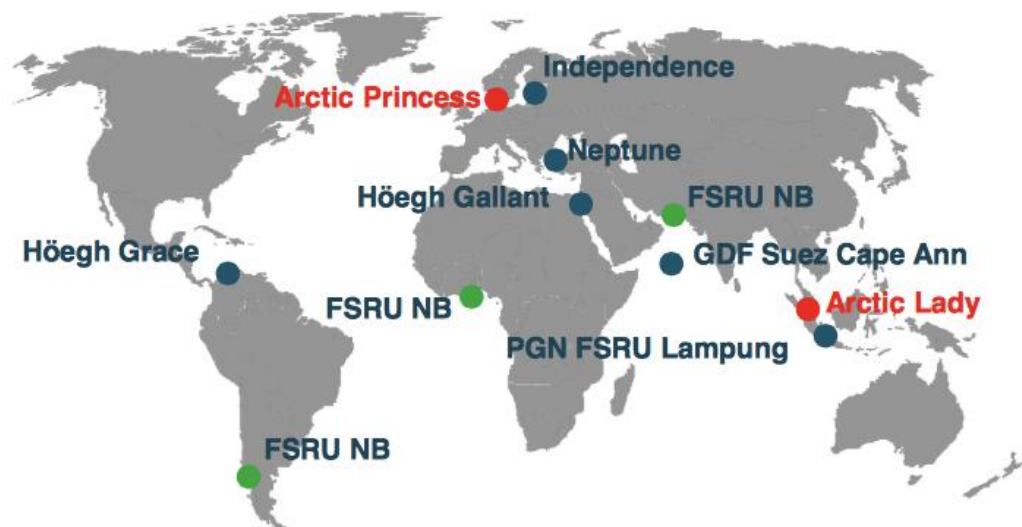 Independence
Arctic Princess
Neptune
Höegh Gallant
FSRU NB
Höegh Grace
GDF Suez Cape Ann
FSRU NB
Arctic Lady
PGN FSRU Lampung
FSRU NB